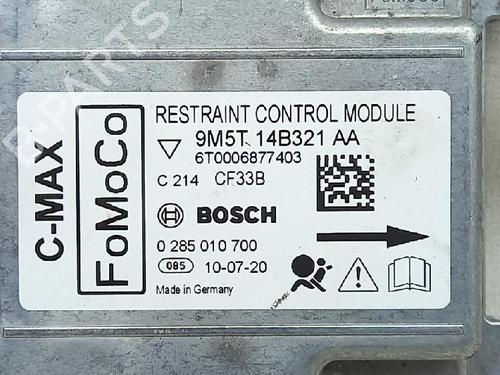 C-MAX
FoMoCo
RESTRAINT CONTROL MODULE
9M5T 14B321 AA
6T0006877403
C 214 CF33B
BOSCH
0 285 010 700
085 10-07-20
Made in Germany
B-PARTS